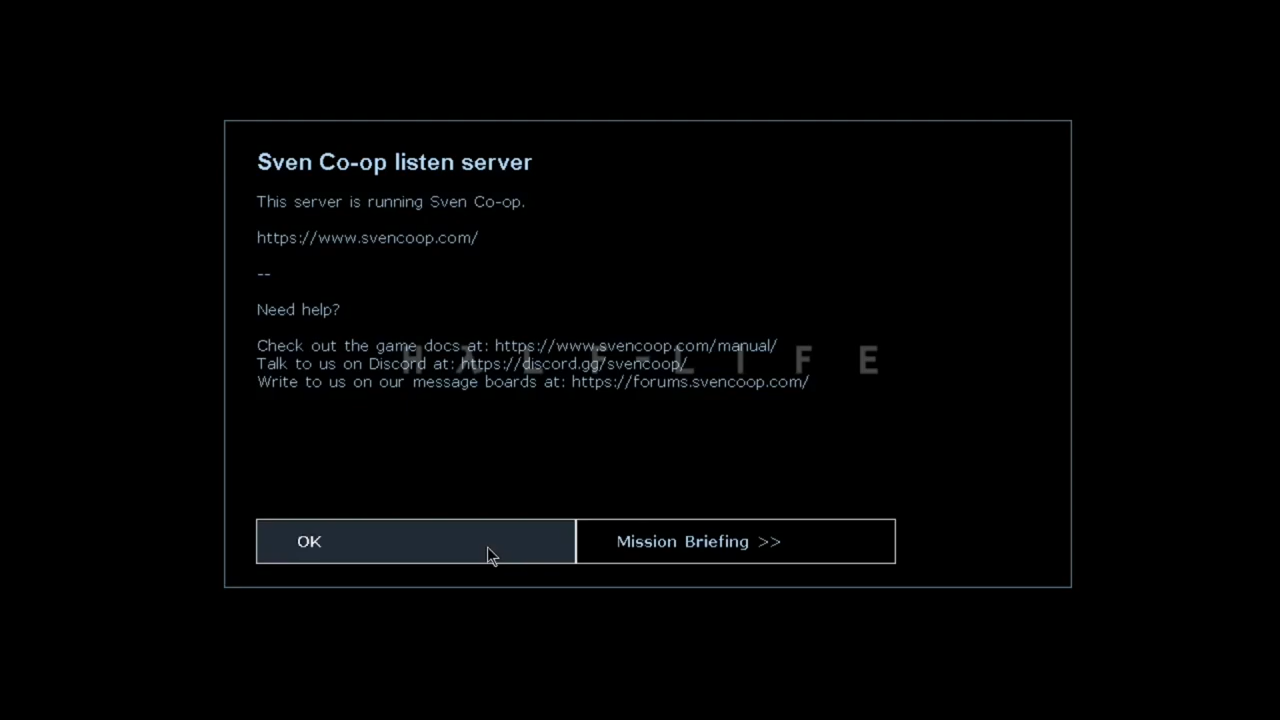 Sven Co-op listen server
This server is running Sven Co-op.
https://www.svencoop.com/
--
Need help?
Check out the game docs at: https://www.svencoop.com/manual/
Talk to us on Discord at: https://discord.gg/svencoop/
Write to us on our message boards at: https://forums.svencoop.com/
HALF-LIFE
OK
Mission Briefing >>